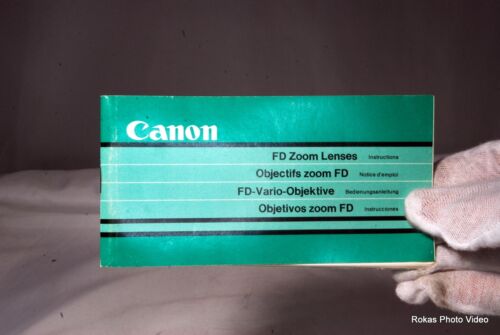 Canon
FD Zoom Lenses Instructions
Objectifs zoom FD Notice d'emploi
FD-Vario-Objektive Bedienungsanleitung
Objetivos zoom FD Instrucciones
Rokas Photo Video